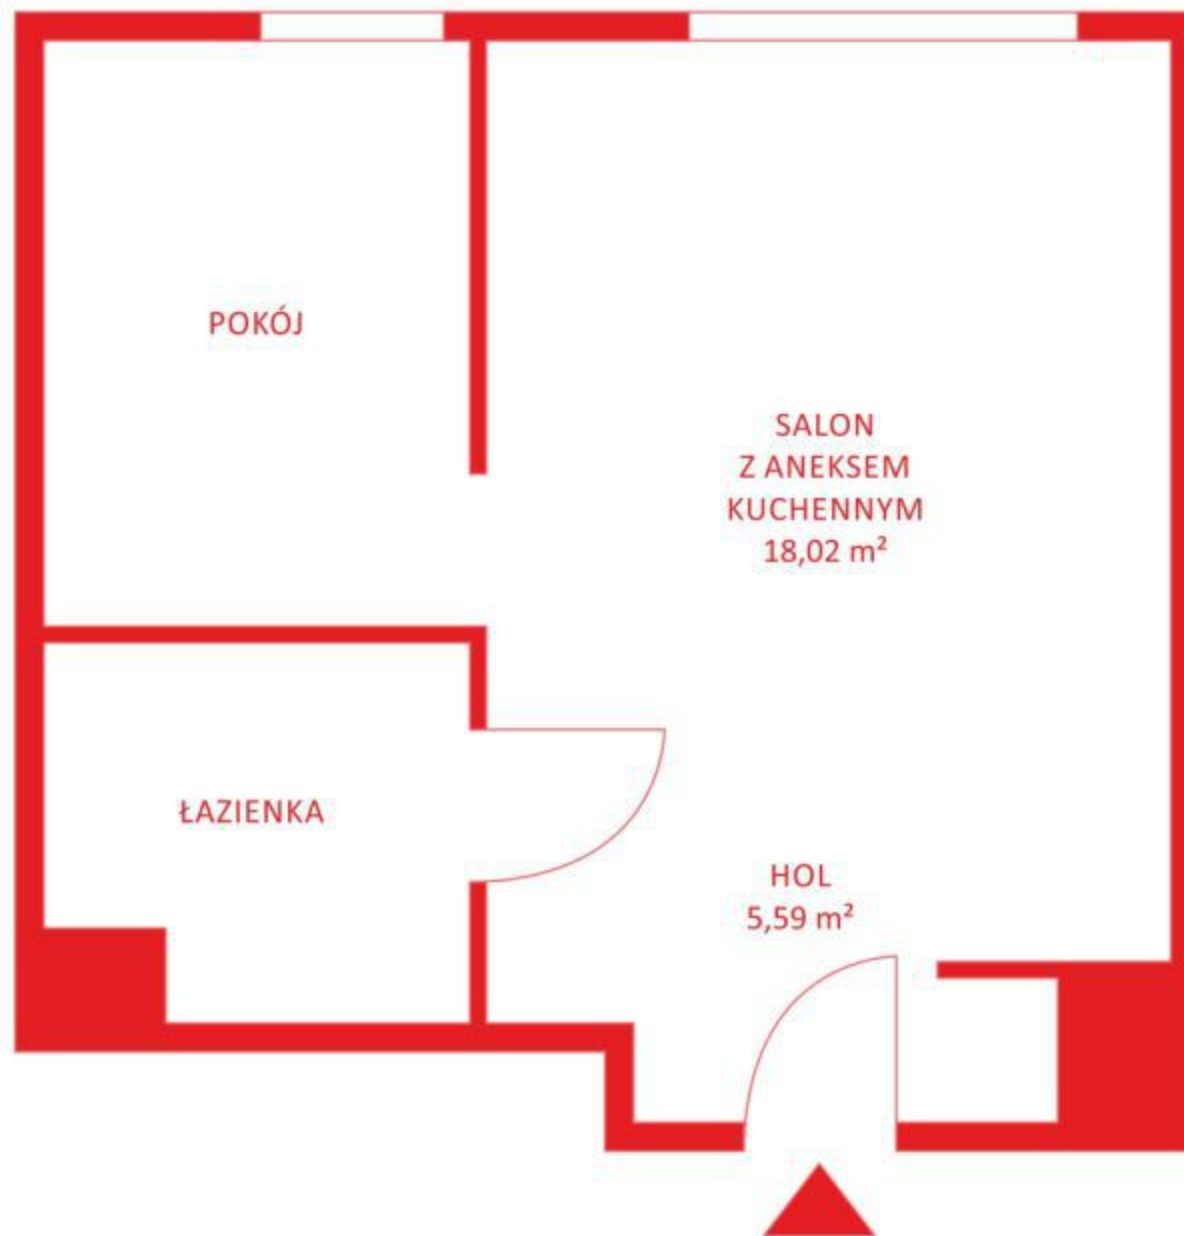 POKÓJ
SALON
Z ANEKSEM
KUCHENNYM
18,02 m²
ŁAZIENKA
HOL
5,59 m²